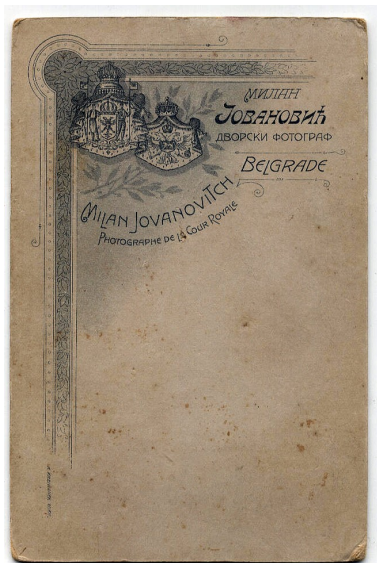 МИЛАН
ЈОВАНОВИЋ
ДВОРСКИ ФОТОГРАФ
BELGRADE
MILAN JOVANOVITCH
PHOTOGRAPHE DE LA COUR ROYALE